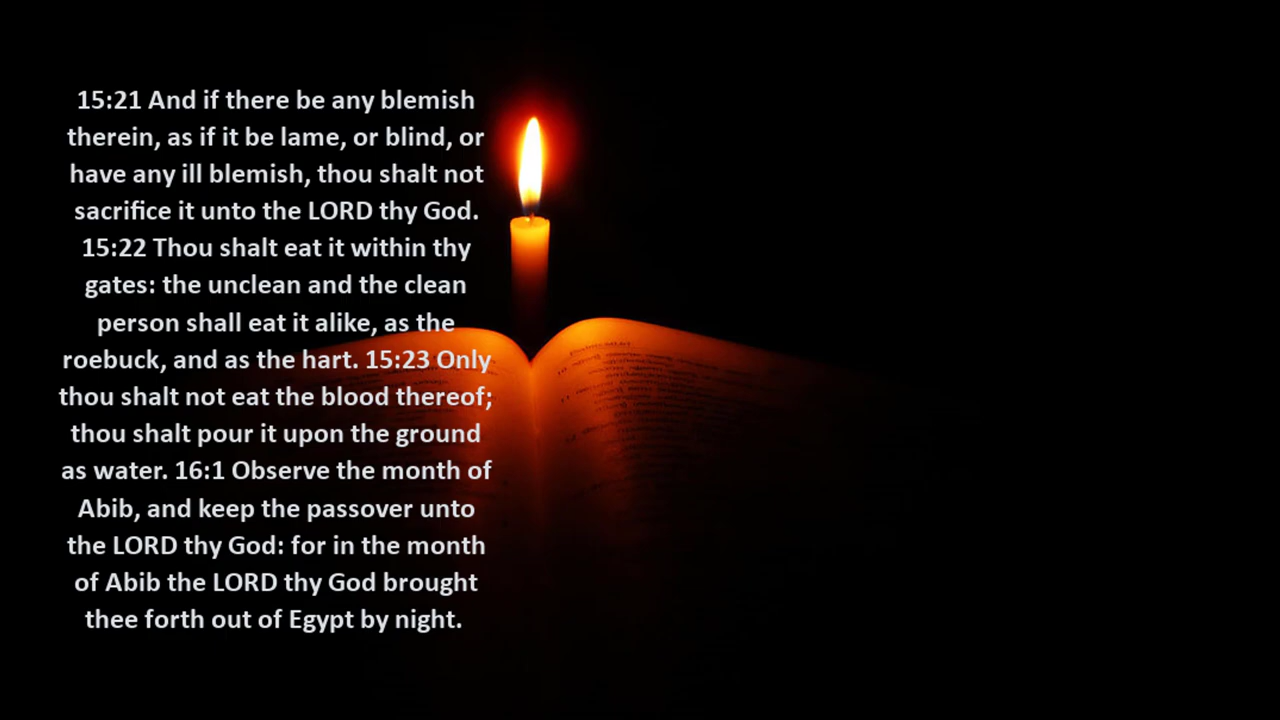 15:21 And if there be any blemish
therein, as if it be lame, or blind, or
have any ill blemish, thou shalt not
sacrifice it unto the LORD thy God.
15:22 Thou shalt eat it within thy
gates: the unclean and the clean
person shall eat it alike, as the
roebuck, and as the hart. 15:23 Only
thou shalt not eat the blood thereof;
thou shalt pour it upon the ground
as water. 16:1 Observe the month of
Abib, and keep the passover unto
the LORD thy God: for in the month
of Abib the LORD thy God brought
thee forth out of Egypt by night.